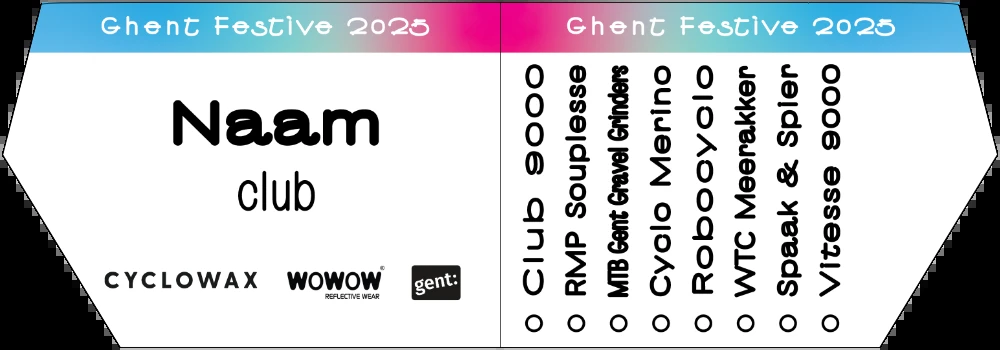 Ghent Festive 2025
Naam
club
CYCLOWAX
WOWOW©
REFLECTIVE WEAR
gent:
Ghent Festive 2025
Club 9000
RMP Souplesse
MTB Gent Gravel Grinders
Cyclo Merino
Robocyclo
WTC Meerakker
Spaak & Spier
Vitesse 9000